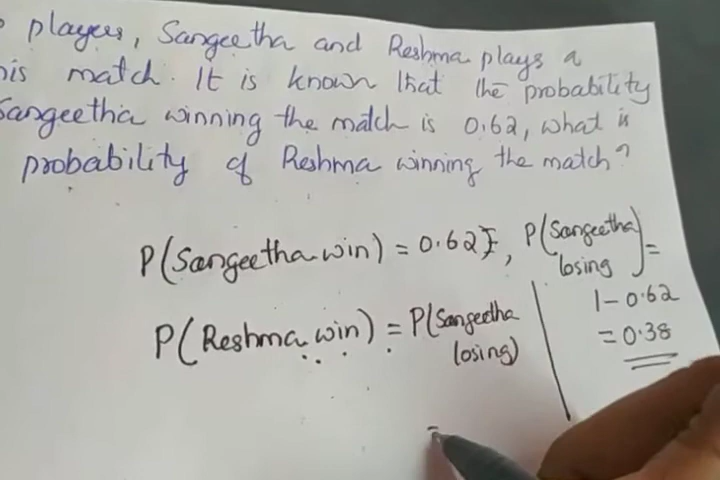 players, Sangeetha and Reshma plays a
is match. It is known that the probability
Sangeetha winning the match is 0.62, what is
probability of Reshma winning the match?
P(Sangeetha win) = 0.62, P(Sangeetha losing) =
1 - 0.62
P(Reshma win) = P(Sangeetha losing)
= 0.38
=